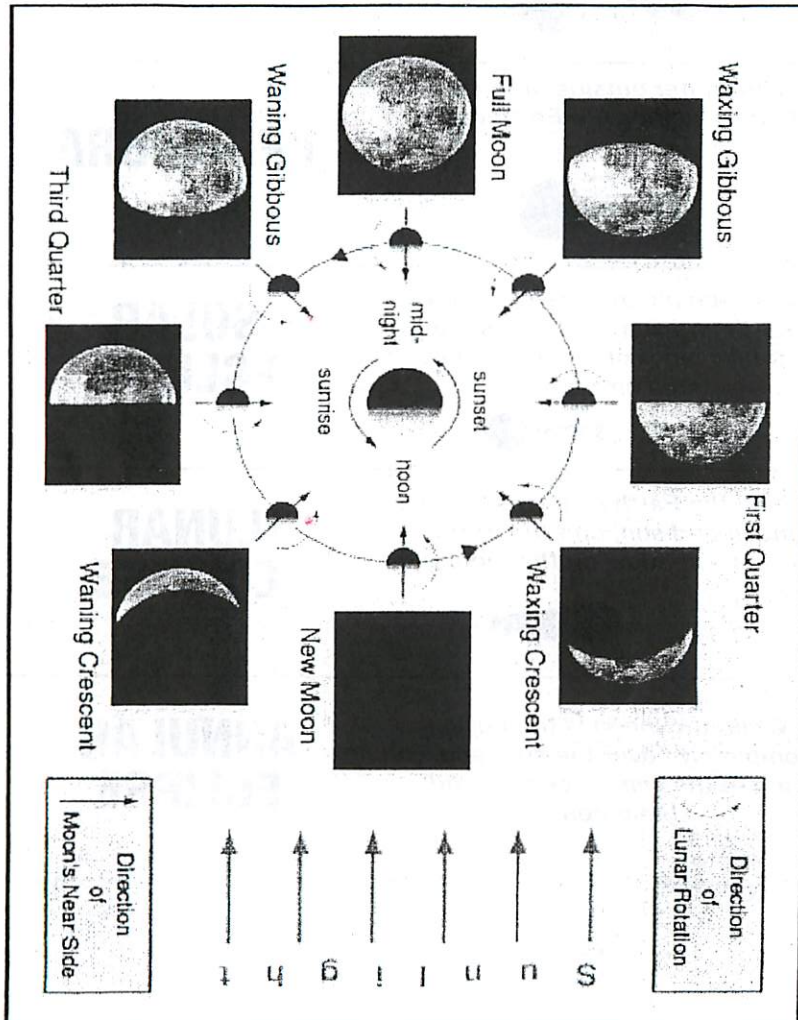 Waxing Gibbous
First Quarter
Waxing Crescent
Direction
of
Lunar Rotation
Full Moon
sunset
mid-
night
noon
sunrise
New Moon
Sunlight
Waning Gibbous
Third Quarter
Waning Crescent
Direction
of
Moon's Near Side